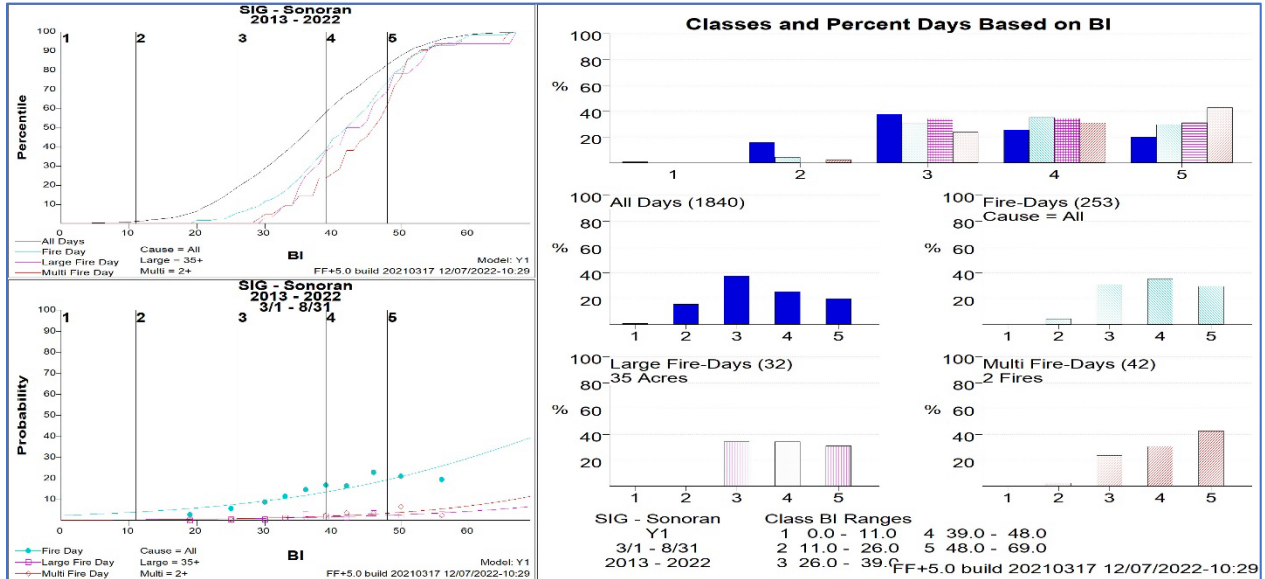 SIG - Sonoran
2013 - 2022
100
90
80
70
60
50
40
30
20
10
Percentile
1 2 3 4 5
0 10 20 30 40 50 60
BI
All Days
Fire Day
Large Fire Day
Multi Fire Day
Cause = All
Large = 35+
Multi = 2+
Model: Y1
FF+5.0 build 20210317 12/07/2022-10:29
SIG - Sonoran
2013 - 2022
3/1 - 8/31
100
90
80
70
60
50
40
30
20
10
Probability
1 2 3 4 5
0 10 20 30 40 50 60
BI
Fire Day
Large Fire Day
Multi Fire Day
Cause = All
Large = 35+
Multi = 2+
Model: Y1
FF+5.0 build 20210317 12/07/2022-10:29
Classes and Percent Days Based on BI
100
80
%
60
40
20
1 2 3 4 5
All Days (1840)
100
80
%
60
40
20
1 2 3 4 5
Fire-Days (253)
Cause = All
100
80
%
60
40
20
1 2 3 4 5
Large Fire-Days (32)
35 Acres
100
80
%
60
40
20
1 2 3 4 5
Multi Fire-Days (42)
2 Fires
100
80
%
60
40
20
1 2 3 4 5
SIG - Sonoran
Y1
3/1 - 8/31
2013 - 2022
Class BI Ranges
1 0.0 - 11.0 4 39.0 - 48.0
2 11.0 - 26.0 5 48.0 - 69.0
3 26.0 - 39.0
FF+5.0 build 20210317 12/07/2022 10:29